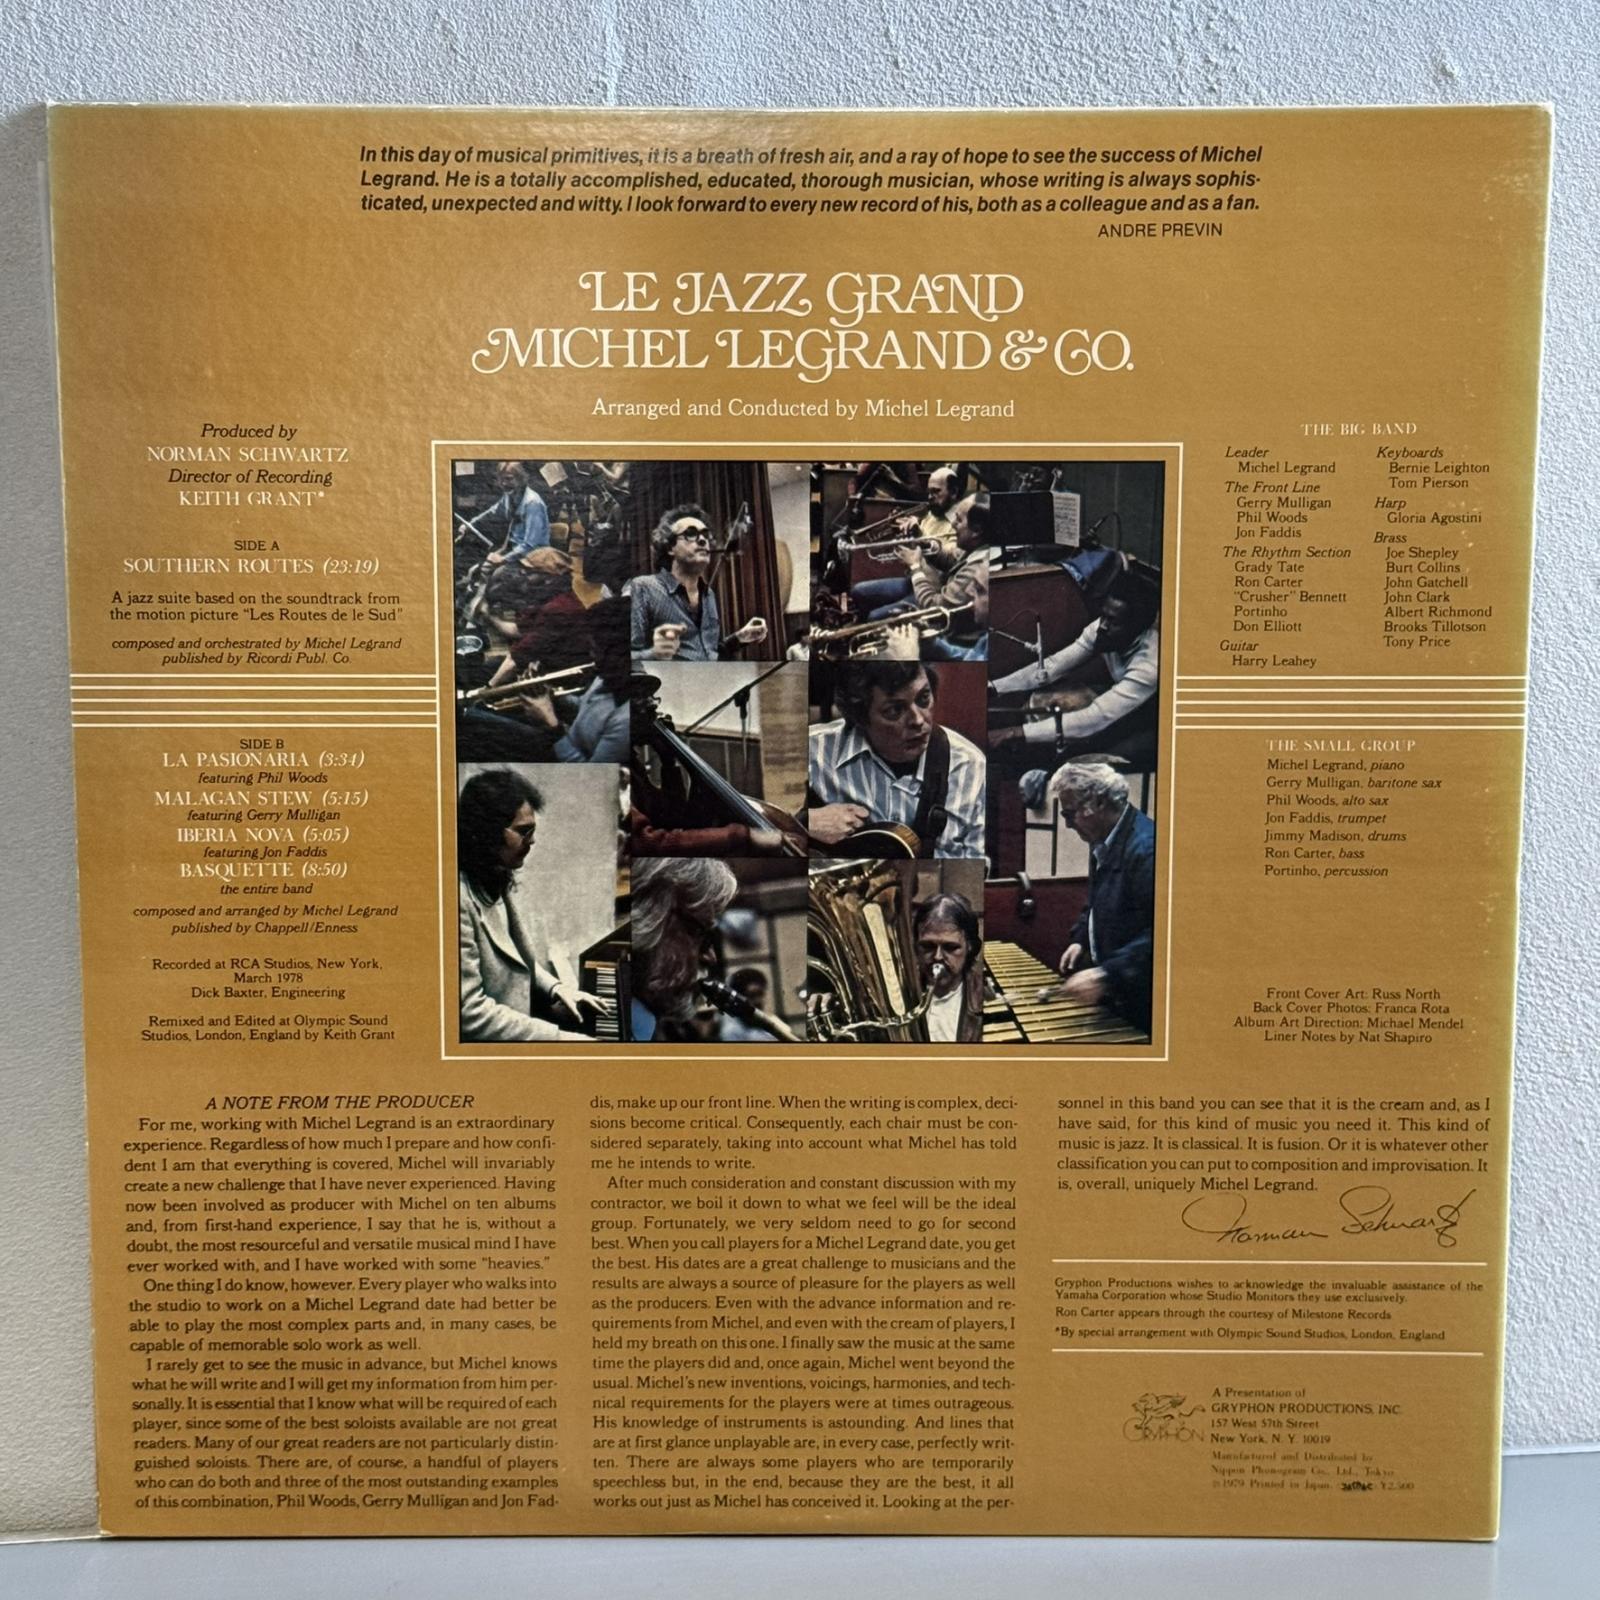 In this day of musical primitives, it is a breath of fresh air, and a ray of hope to see the success of Michel
Legrand. He is a totally accomplished, educated, thorough musician, whose writing is always sophis-
ticated, unexpected and witty. I look forward to every new record of his, both as a colleague and as a fan.
ANDRE PREVIN
LE JAZZ GRAND
MICHEL LEGRAND & CO.
Arranged and Conducted by Michel Legrand
Produced by
NORMAN SCHWARTZ
Director of Recording
KEITH GRANT*
SIDE A
SOUTHERN ROUTES (23:19)
A jazz suite based on the soundtrack from
the motion picture “Les Routes de le Sud”
composed and orchestrated by Michel Legrand
published by Ricordi Publ. Co.
SIDE B
LA PASIONARIA (3:34)
featuring Phil Woods
MALAGAN STEW (5:15)
featuring Gerry Mulligan
IBERIA NOVA (5:05)
featuring Jon Faddis
BASQUETTE (8:50)
the entire band
composed and arranged by Michel Legrand
published by Chappell/Enness
Recorded at RCA Studios, New York,
March 1978
Dick Baxter, Engineering
Remixed and Edited at Olympic Sound
Studios, London, England by Keith Grant
THE BIG BAND
Leader
Michel Legrand
The Front Line
Gerry Mulligan
Phil Woods
Jon Faddis
The Rhythm Section
Grady Tate
Ron Carter
“Crusher” Bennett
Portinho
Don Elliott
Guitar
Harry Leahey
Keyboards
Bernie Leighton
Tom Pierson
Harp
Gloria Agostini
Brass
Joe Shepley
Burt Collins
John Gatchell
John Clark
Albert Richmond
Brooks Tillotson
Tony Price
THE SMALL GROUP
Michel Legrand, piano
Gerry Mulligan, baritone sax
Phil Woods, alto sax
Jon Faddis, trumpet
Jimmy Madison, drums
Ron Carter, bass
Portinho, percussion
Front Cover Art: Russ North
Back Cover Photos: Franca Rota
Album Art Direction: Michael Mendel
Liner Notes by Nat Shapiro
A NOTE FROM THE PRODUCER
For me, working with Michel Legrand is an extraordinary
experience. Regardless of how much I prepare and how confi-
dent I am that everything is covered, Michel will invariably
create a new challenge that I have never experienced. Having
now been involved as producer with Michel on ten albums
and, from first-hand experience, I say that he is, without a
doubt, the most resourceful and versatile musical mind I have
ever worked with, and I have worked with some “heavies.”
One thing I do know, however. Every player who walks into
the studio to work on a Michel Legrand date had better be
able to play the most complex parts and, in many cases, be
capable of memorable solo work as well.
I rarely get to see the music in advance, but Michel knows
what he will write and I will get my information from him per-
sonally. It is essential that I know what will be required of each
player, since some of the best soloists available are not great
readers. Many of our great readers are not particularly distin-
guished soloists. There are, of course, a handful of players
who can do both and three of the most outstanding examples
of this combination, Phil Woods, Gerry Mulligan and Jon Fad-
dis, make up our front line. When the writing is complex, deci-
sions become critical. Consequently, each chair must be con-
sidered separately, taking into account what Michel has told
me he intends to write.
After much consideration and constant discussion with my
contractor, we boil it down to what we feel will be the ideal
group. Fortunately, we very seldom need to go for second
best. When you call players for a Michel Legrand date, you get
the best. His dates are a great challenge to musicians and the
results are always a source of pleasure for the players as well
as the producers. Even with the advance information and re-
quirements from Michel, and even with the cream of players, I
held my breath on this one. I finally saw the music at the same
time the players did and, once again, Michel went beyond the
usual. Michel's new inventions, voicings, harmonies, and tech-
nical requirements for the players were at times outrageous.
His knowledge of instruments is astounding. And lines that
are at first glance unplayable are, in every case, perfectly writ-
ten. There are always some players who are temporarily
speechless but, in the end, because they are the best, it all
works out just as Michel has conceived it. Looking at the per-
sonnel in this band you can see that it is the cream and, as I
have said, for this kind of music you need it. This kind of
music is jazz. It is classical. It is fusion. Or it is whatever other
classification you can put to composition and improvisation. It
is, overall, uniquely Michel Legrand.
Norman Schwartz
Gryphon Productions wishes to acknowledge the invaluable assistance of the
Yamaha Corporation whose Studio Monitors they use exclusively.
Ron Carter appears through the courtesy of Milestone Records
*By special arrangement with Olympic Sound Studios, London, England
GRYPHON
A Presentation of
GRYPHON PRODUCTIONS, INC.
157 West 57th Street
New York, N. Y. 10019
Manufactured and Distributed by
Nippon Phonogram Co., Ltd., Tokyo
℗1979 Printed in Japan. ¥2,500